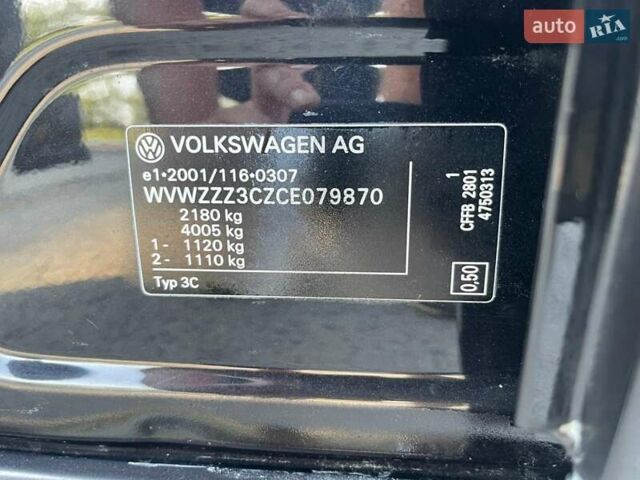 auto RIA
.com
VOLKSWAGEN AG
e1•2001/116•0307
WVWZZZ3CZCE079870
2180 kg
4005 kg
1 - 1120 kg
2 - 1110 kg
Typ 3C
1
CFFB 2801
4750313
0.50